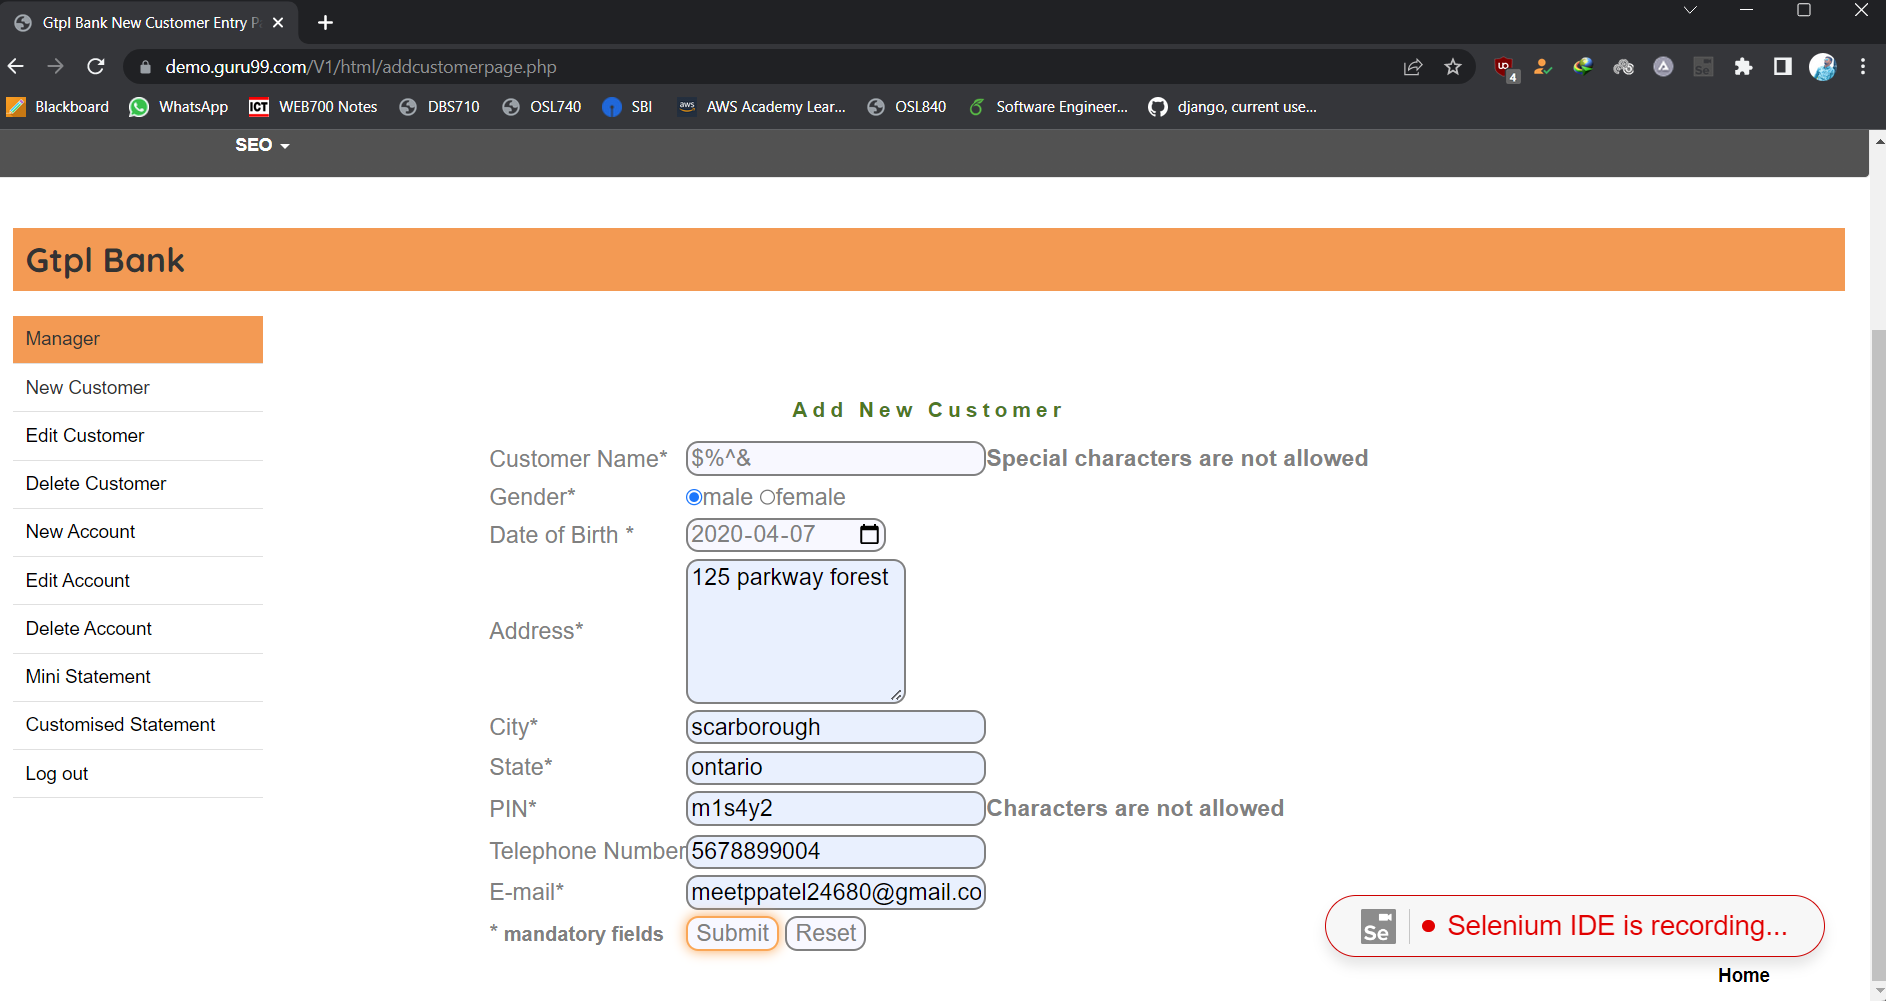 Gtpl Bank New Customer Entry P
demo.guru99.com/V1/html/addcustomerpage.php
4
Blackboard WhatsApp ICT WEB700 Notes DBS710 OSL740 SBI aws AWS Academy Lear... OSL840 Software Engineer... django, current use...
SEO
Gtpl Bank
Manager
New Customer
Edit Customer
Delete Customer
New Account
Edit Account
Delete Account
Mini Statement
Customised Statement
Log out
Add New Customer
Customer Name* $%^& Special characters are not allowed
Gender* male female
Date of Birth * 2020-04-07
Address* 125 parkway forest
City* scarborough
State* ontario
PIN* m1s4y2 Characters are not allowed
Telephone Number 5678899004
E-mail* meetppatel24680@gmail.co
* mandatory fields Submit Reset
Se Selenium IDE is recording...
Home